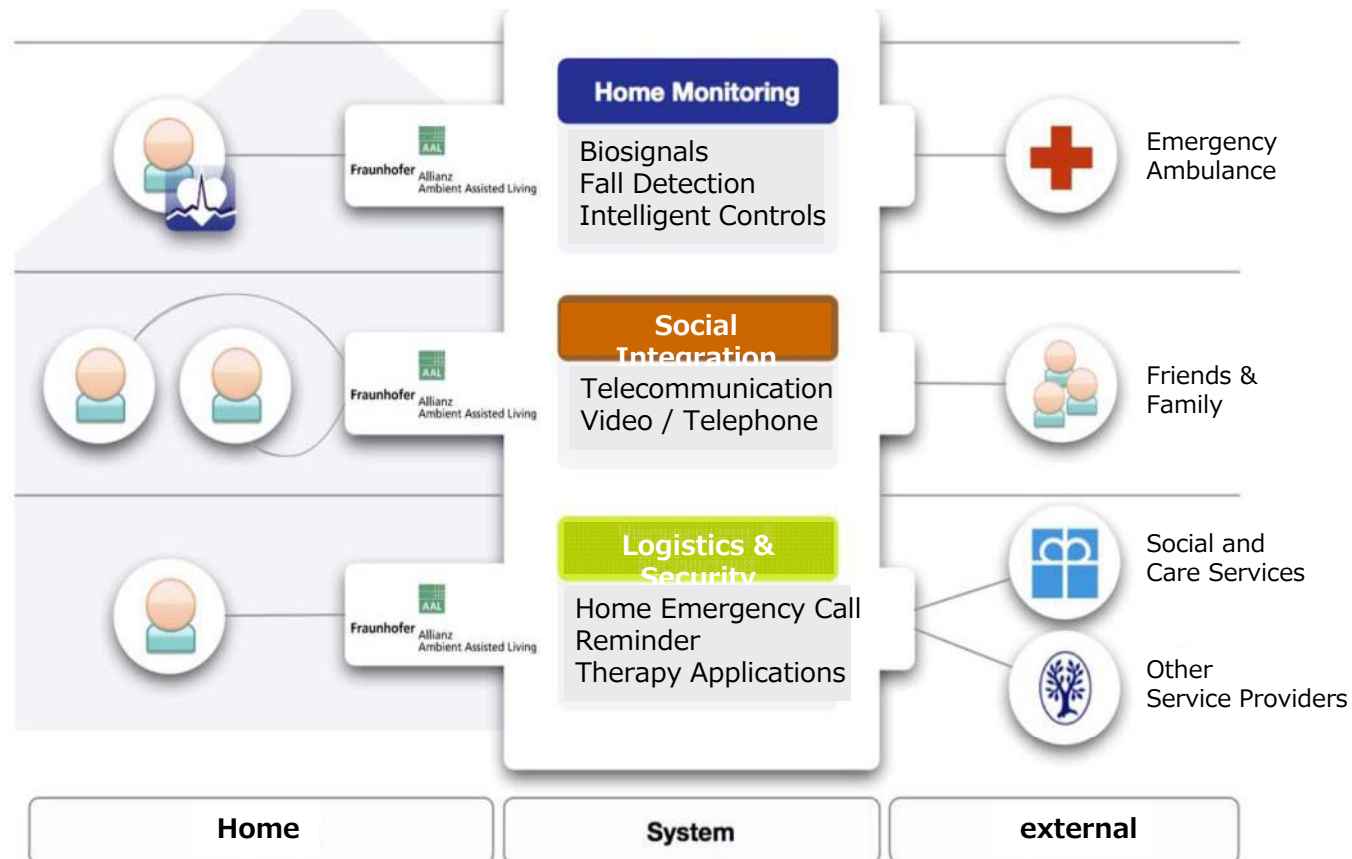 Home Monitoring
Biosignals
Fall Detection
Intelligent Controls
AAL
Fraunhofer Allianz
Ambient Assisted Living
Emergency
Ambulance
Social
Integration
Telecommunication
Video / Telephone
AAL
Fraunhofer Allianz
Ambient Assisted Living
Friends &
Family
Logistics &
Security
Home Emergency Call
Reminder
Therapy Applications
AAL
Fraunhofer Allianz
Ambient Assisted Living
Social and
Care Services
Other
Service Providers
Home
System
external